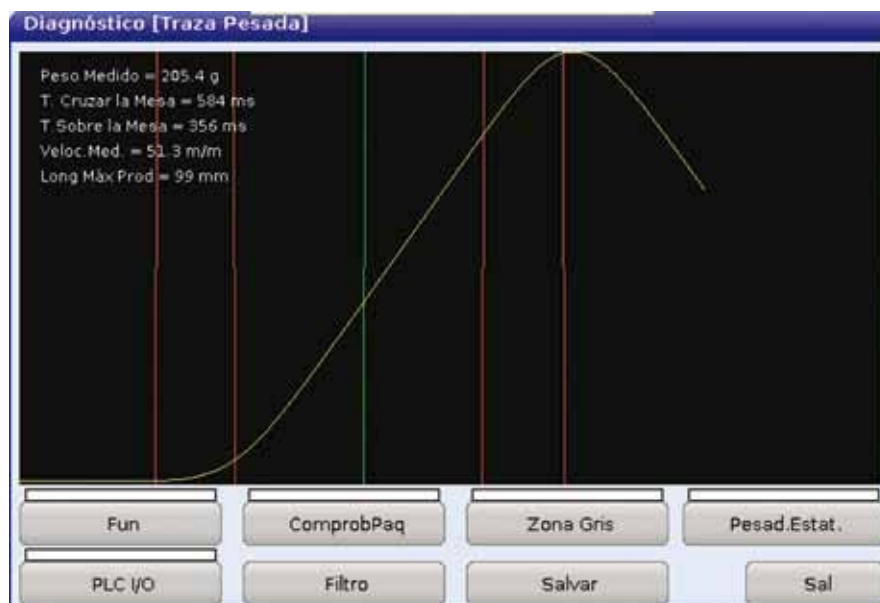 Diagnóstico [Traza Pesada]
Peso Medido = 205.4 g
T. Cruzar la Mesa = 584 ms
T Sobre la Mesa = 356 ms
Veloc.Med. = 51.3 m/m
Long Màx Prod = 99 mm
Fun
ComprobPaq
Zona Gris
Pesad.Estat.
PLC I/O
Filtro
Salvar
Sal